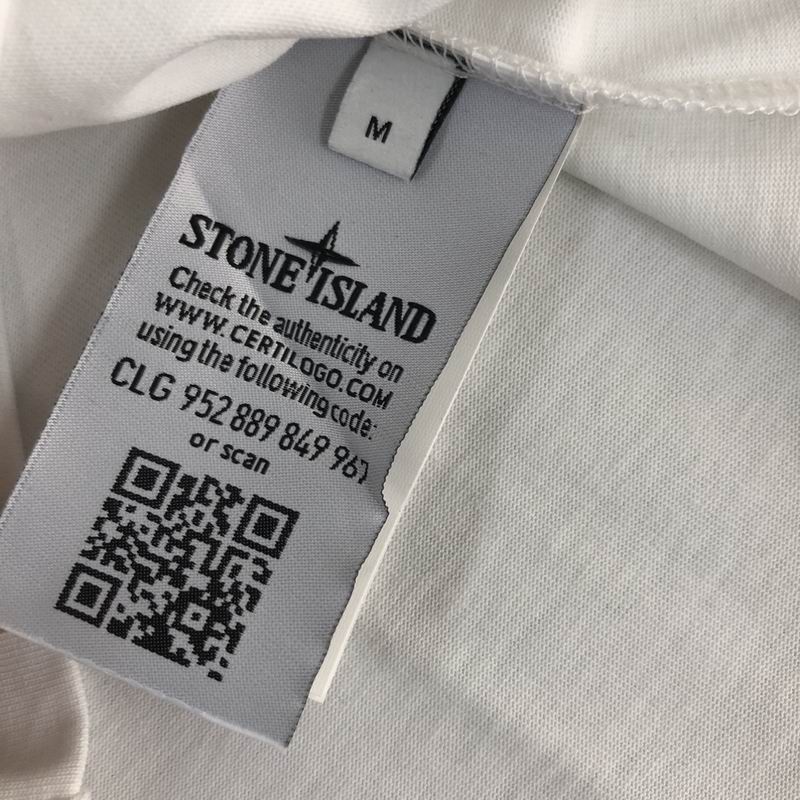 M
STONE ISLAND
Check the authenticity on
WWW.CERTILOGO.COM
using the following code:
CLG 952 889 849 967
or scan